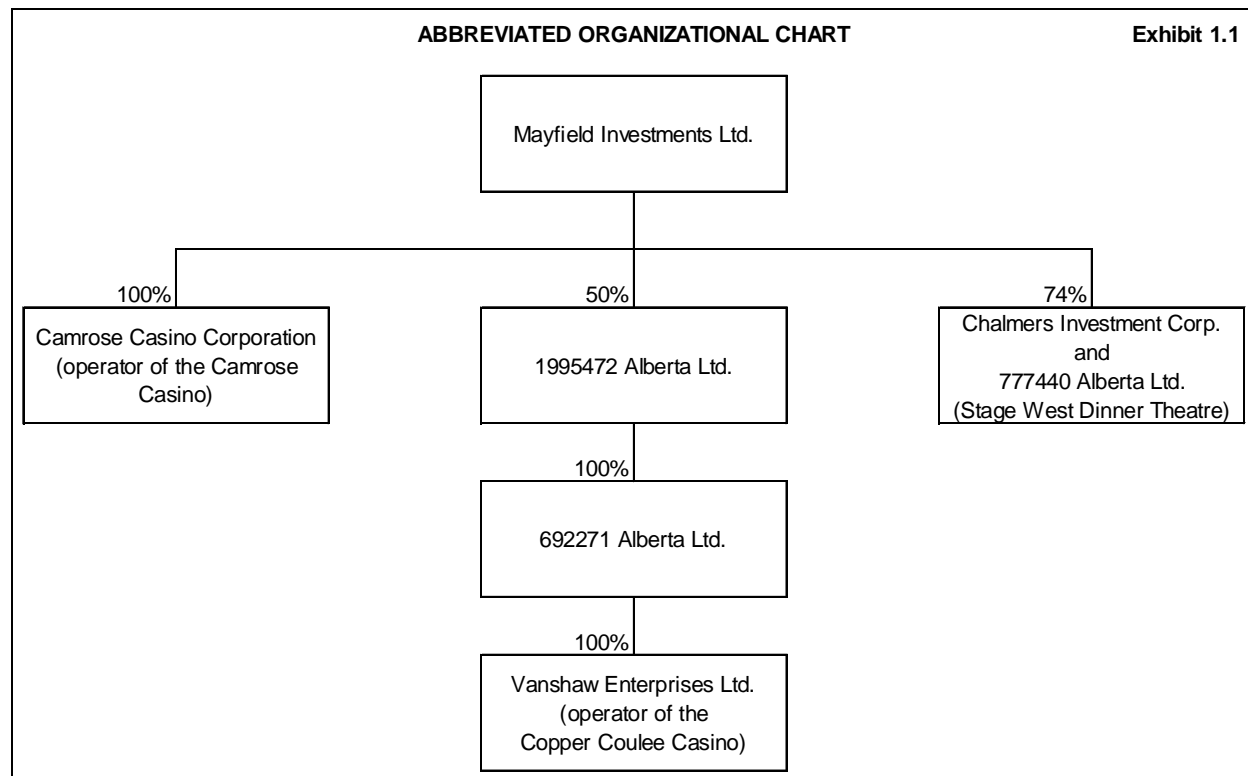 ABBREVIATED ORGANIZATIONAL CHART
Exhibit 1.1
Mayfield Investments Ltd.
100%
Camrose Casino Corporation
(operator of the Camrose
Casino)
50%
1995472 Alberta Ltd.
74%
Chalmers Investment Corp.
and
777440 Alberta Ltd.
(Stage West Dinner Theatre)
100%
692271 Alberta Ltd.
100%
Vanshaw Enterprises Ltd.
(operator of the
Copper Coulee Casino)